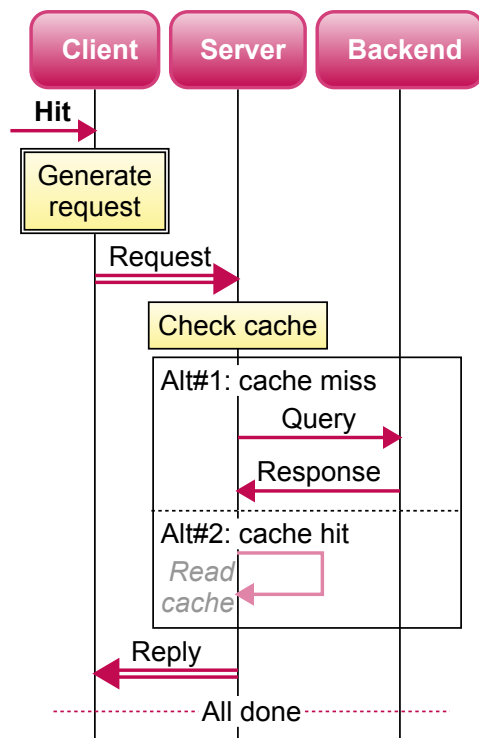 Client Server Backend
Hit
Generate
request
Request
Check cache
Alt#1: cache miss
Query
Response
Alt#2: cache hit
Read
cache
Reply
All done